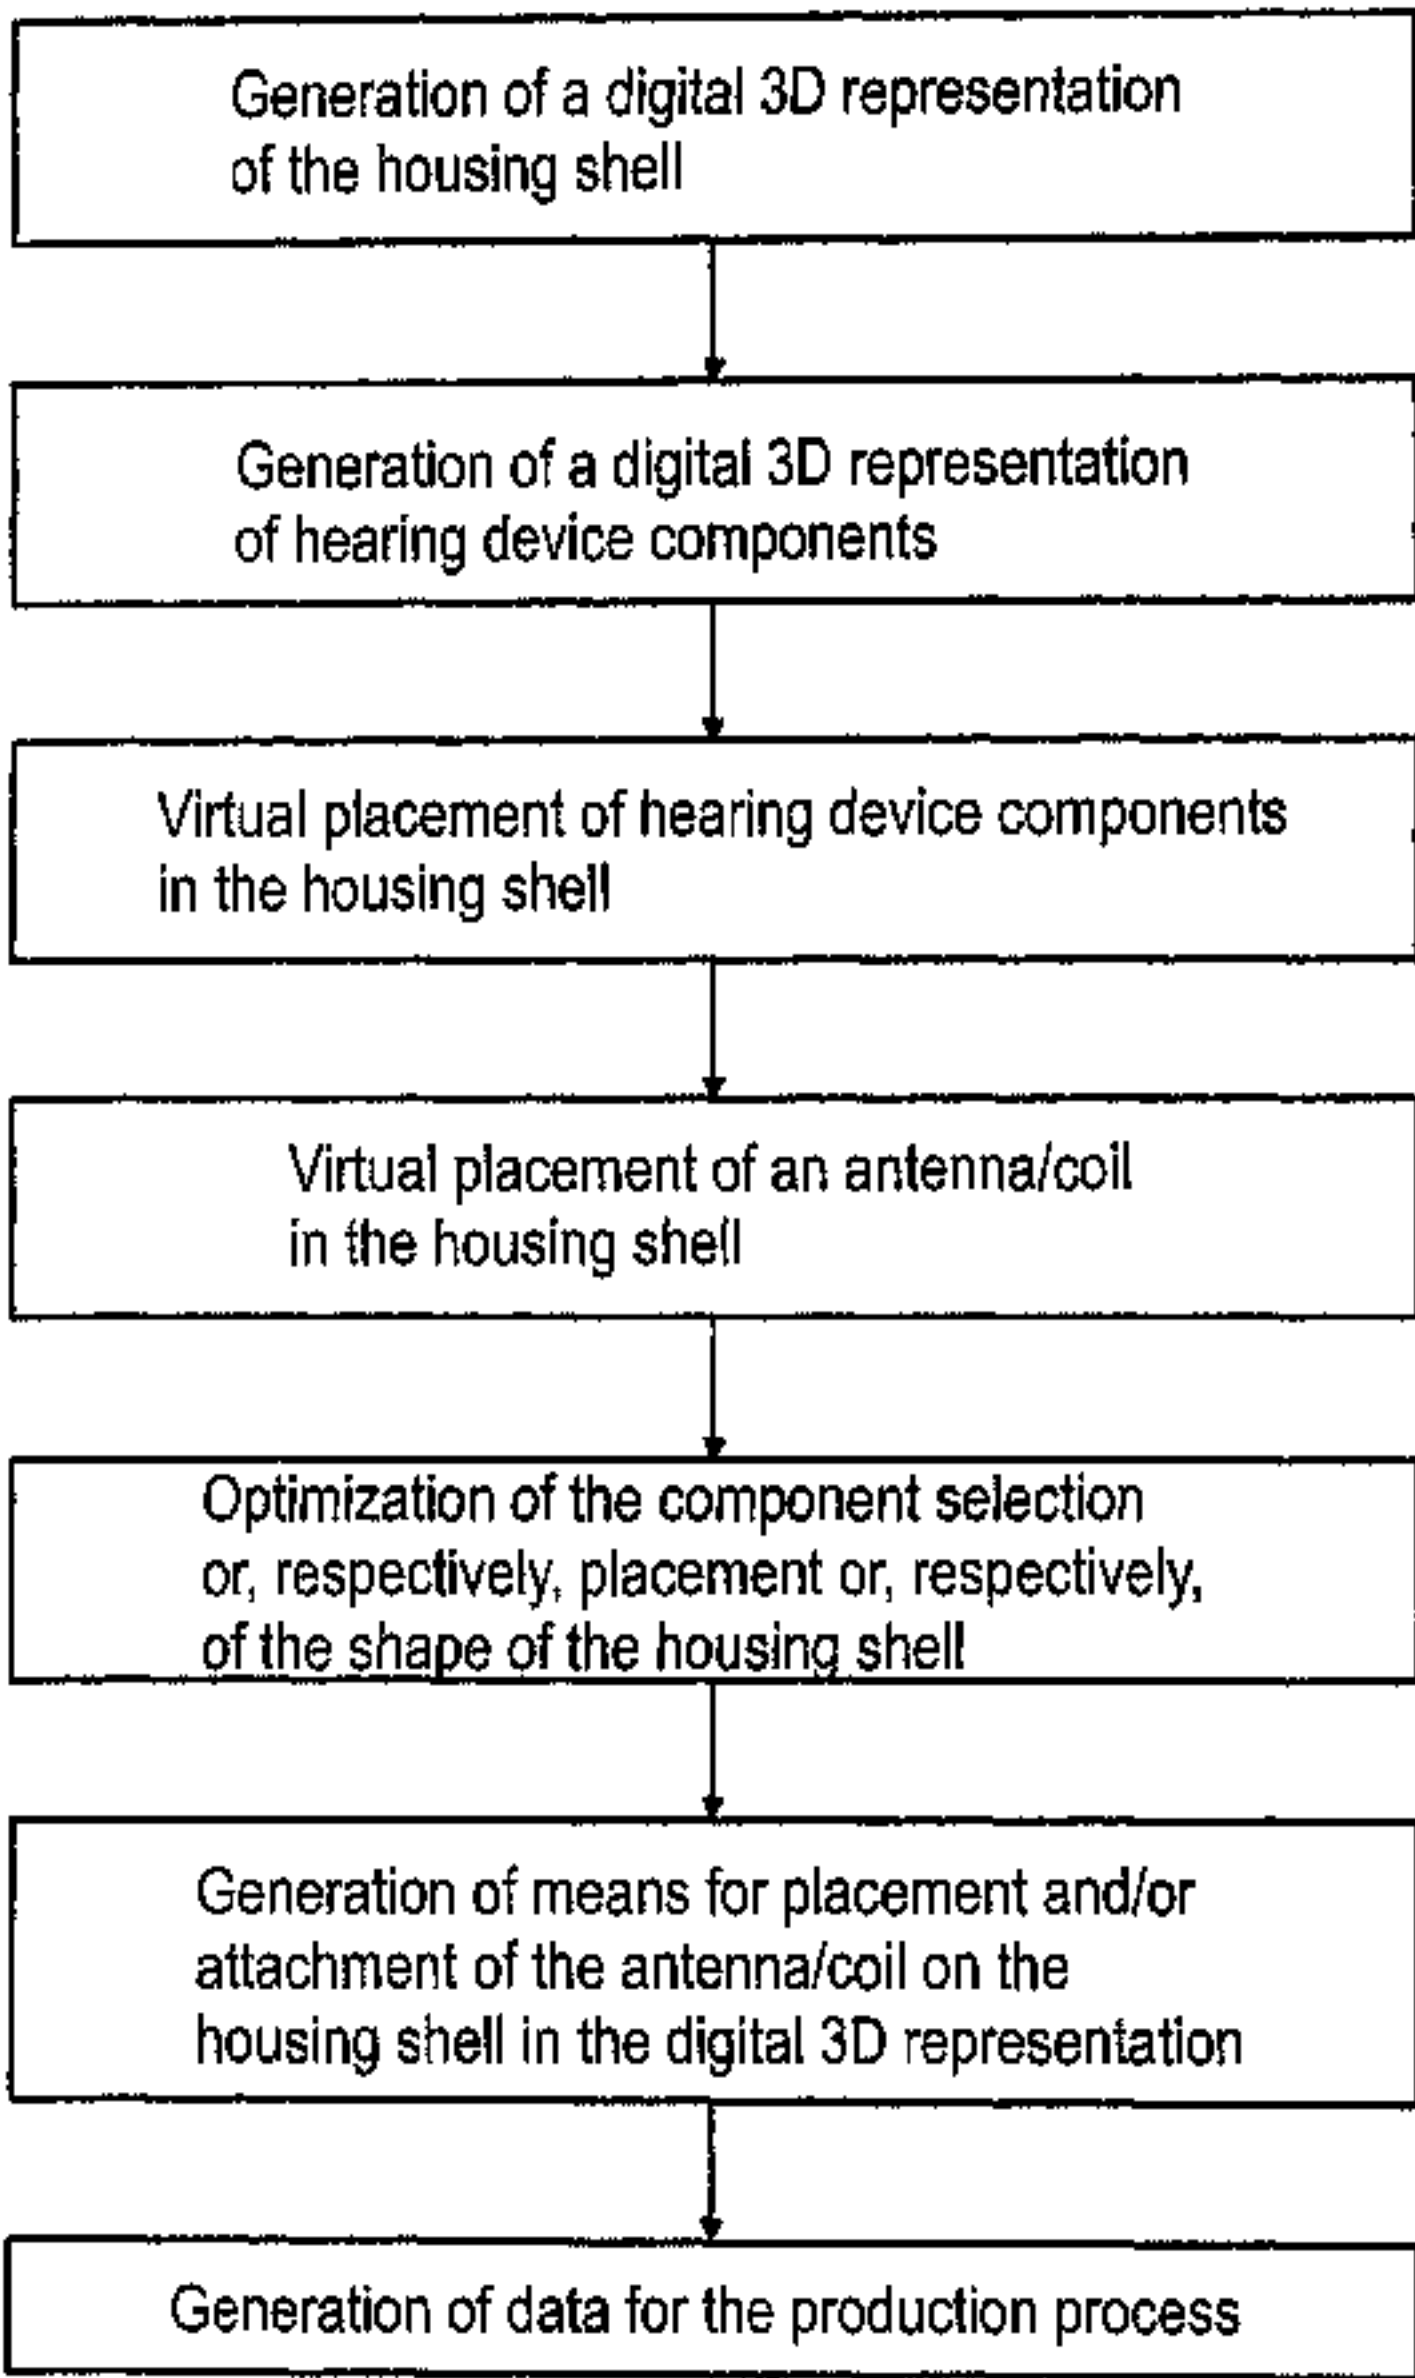 Generation of a digital 3D representation
of the housing shell
Generation of a digital 3D representation
of hearing device components
Virtual placement of hearing device components
in the housing shell
Virtual placement of an antenna/coil
in the housing shell
Optimization of the component selection
or, respectively, placement or, respectively,
of the shape of the housing shell
Generation of means for placement and/or
attachment of the antenna/coil on the
housing shell in the digital 3D representation
Generation of data for the production process